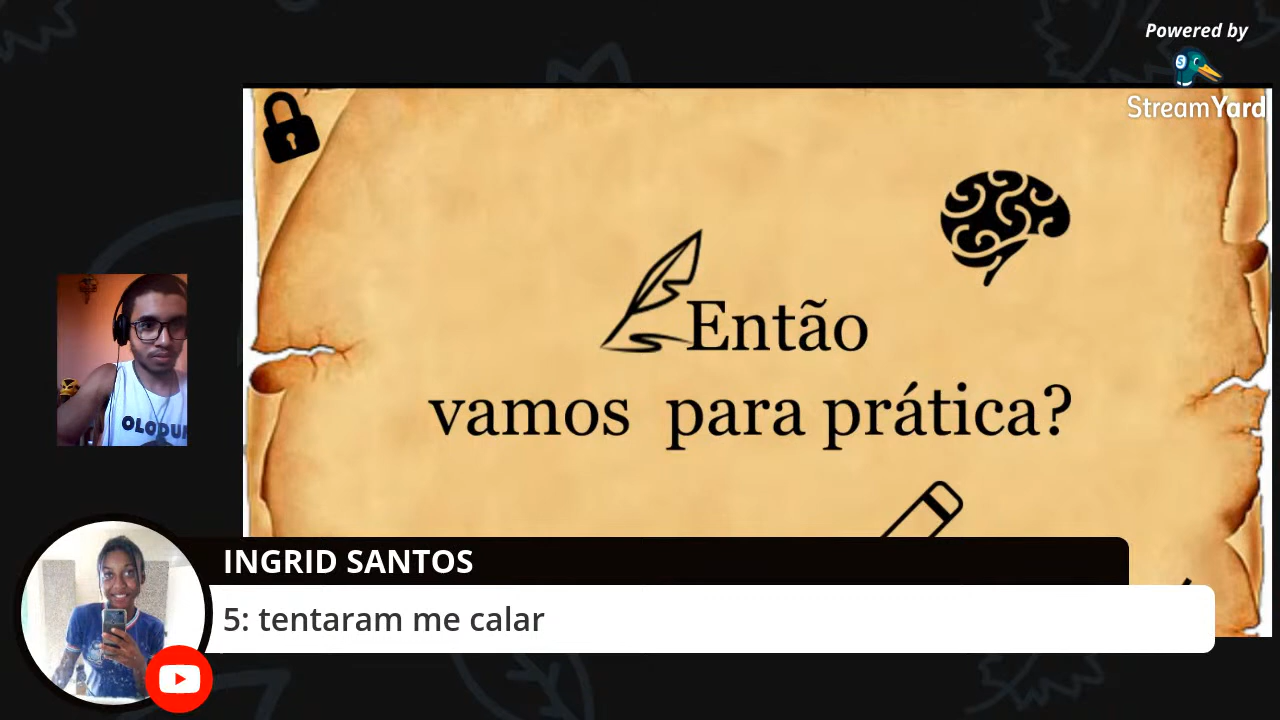 Powered by
StreamYard
Então
vamos para prática?
OLODU
INGRID SANTOS
5: tentaram me calar